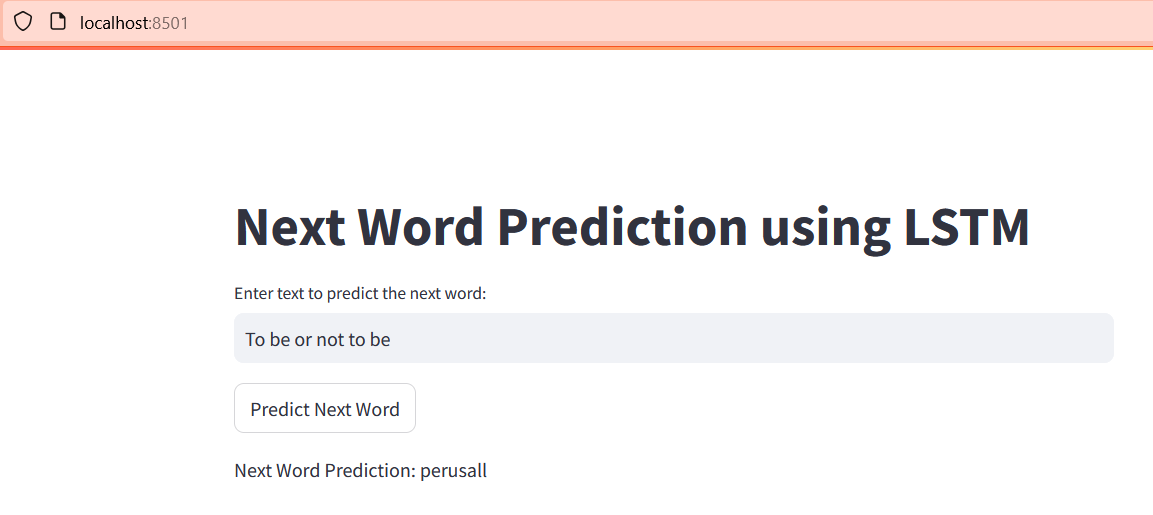 localhost:8501
Next Word Prediction using LSTM
Enter text to predict the next word:
To be or not to be
Predict Next Word
Next Word Prediction: perusall